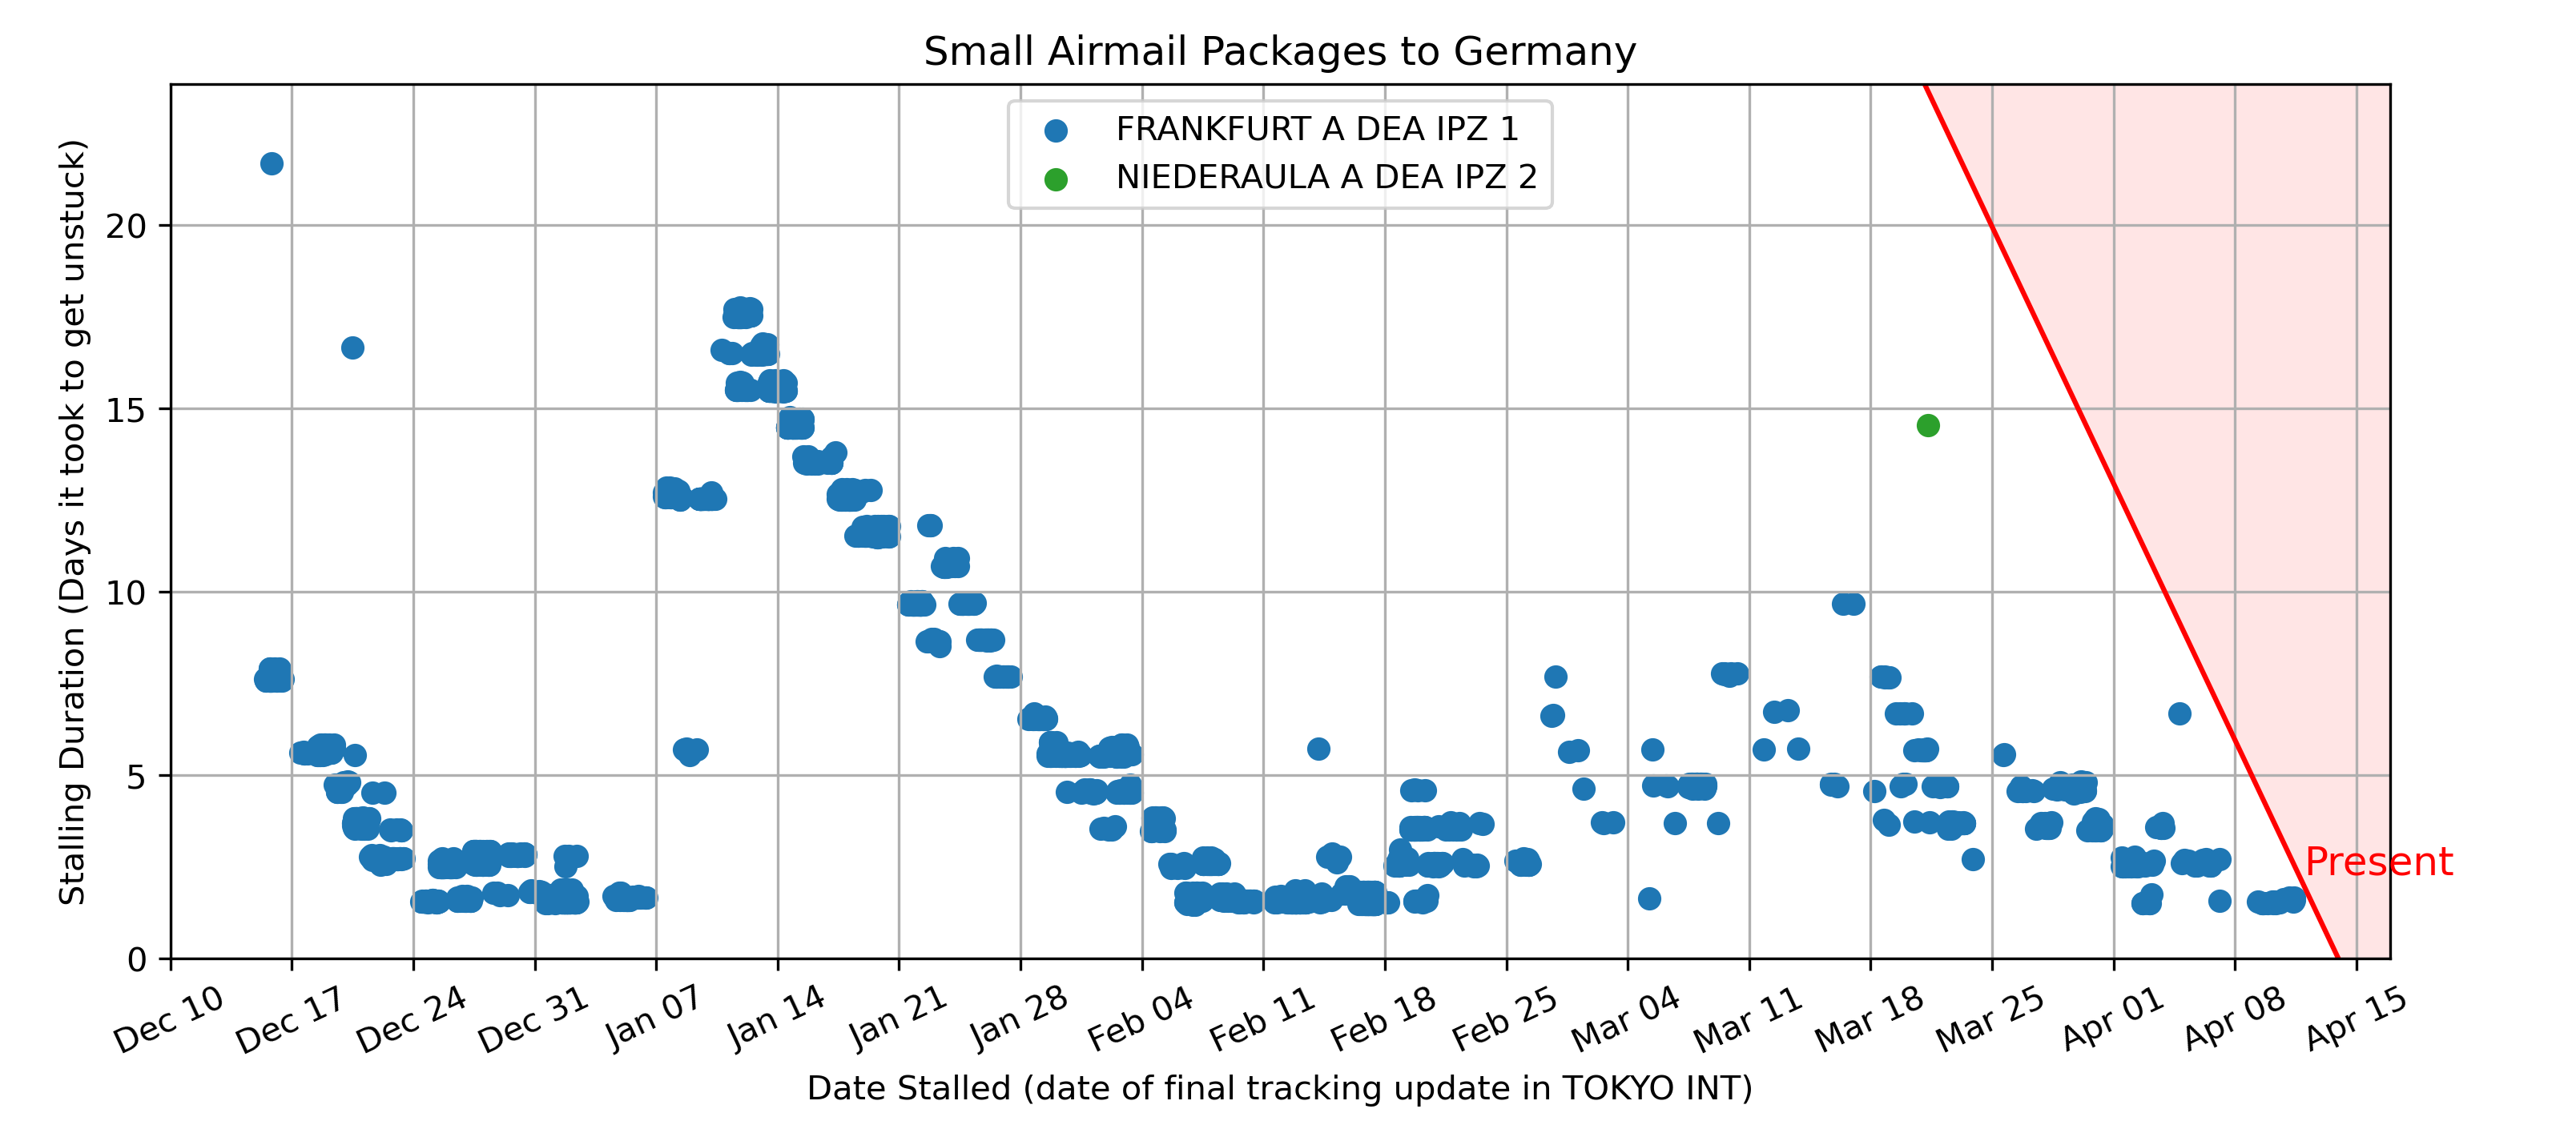 Small Airmail Packages to Germany
FRANKFURT A DEA IPZ 1
NIEDERAULA A DEA IPZ 2
Stalling Duration (Days it took to get unstuck)
20
15
10
5
0
Present
Dec 10
Dec 17
Dec 24
Dec 31
Jan 07
Jan 14
Jan 21
Jan 28
Feb 04
Feb 11
Feb 18
Feb 25
Mar 04
Mar 11
Mar 18
Mar 25
Apr 01
Apr 08
Apr 15
Date Stalled (date of final tracking update in TOKYO INT)